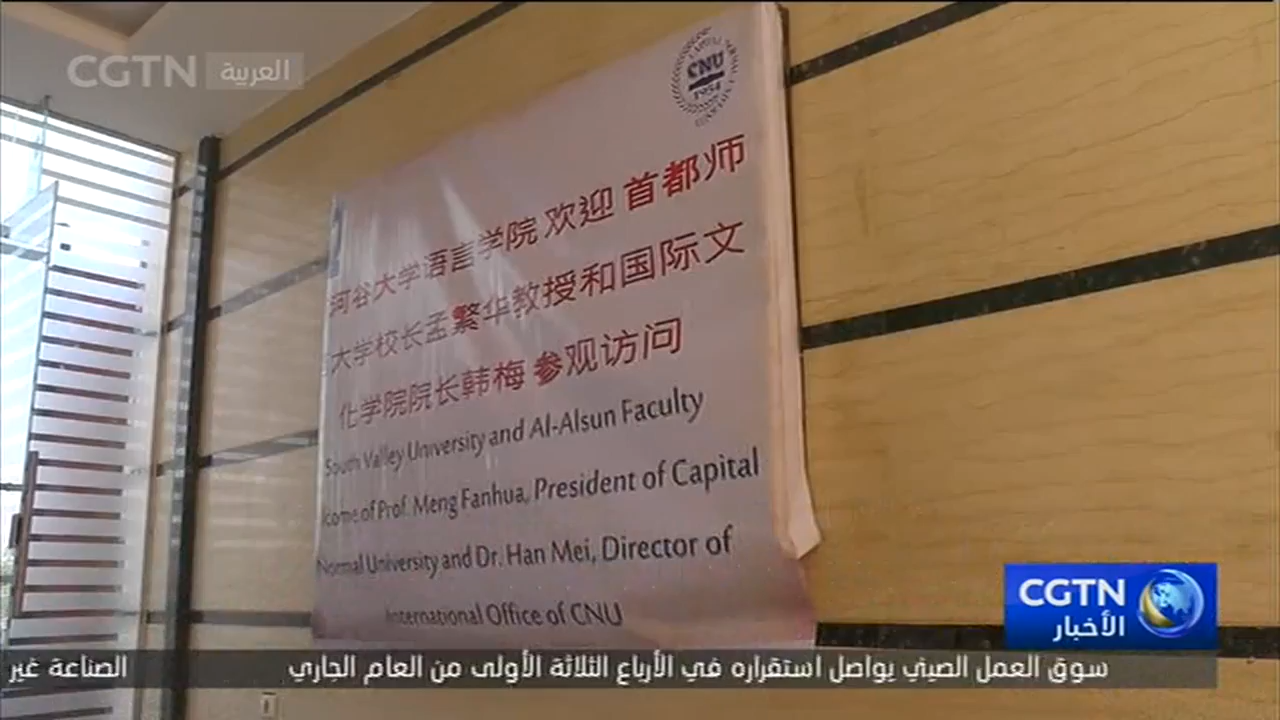 CGTN العربية
CAPITAL NORMAL UNIVERSITY
CNU
1954
河谷大学语言学院 欢迎 首都师
大学校长孟繁华教授和国际文
化学院院长韩梅 参观访问
South Valley University and Al-Alsun Faculty
lcome of Prof. Meng Fanhua, President of Capital
Normal University and Dr. Han Mei, Director of
International Office of CNU
CGTN
الأخبار
سوق العمل الصيني يواصل استقراره في الأرباع الثلاثة الأولى من العام الجاري
الصناعة غير